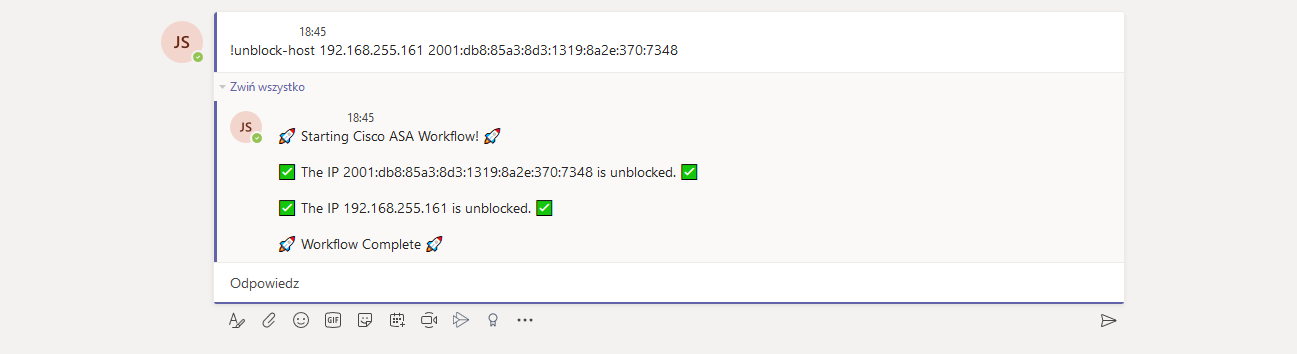 JS
18:45
!unblock-host 192.168.255.161 2001:db8:85a3:8d3:1319:8a2e:370:7348
Zwiń wszystko
JS
18:45
🚀 Starting Cisco ASA Workflow! 🚀
✅ The IP 2001:db8:85a3:8d3:1319:8a2e:370:7348 is unblocked. ✅
✅ The IP 192.168.255.161 is unblocked. ✅
🚀 Workflow Complete 🚀
Odpowiedz
GIF